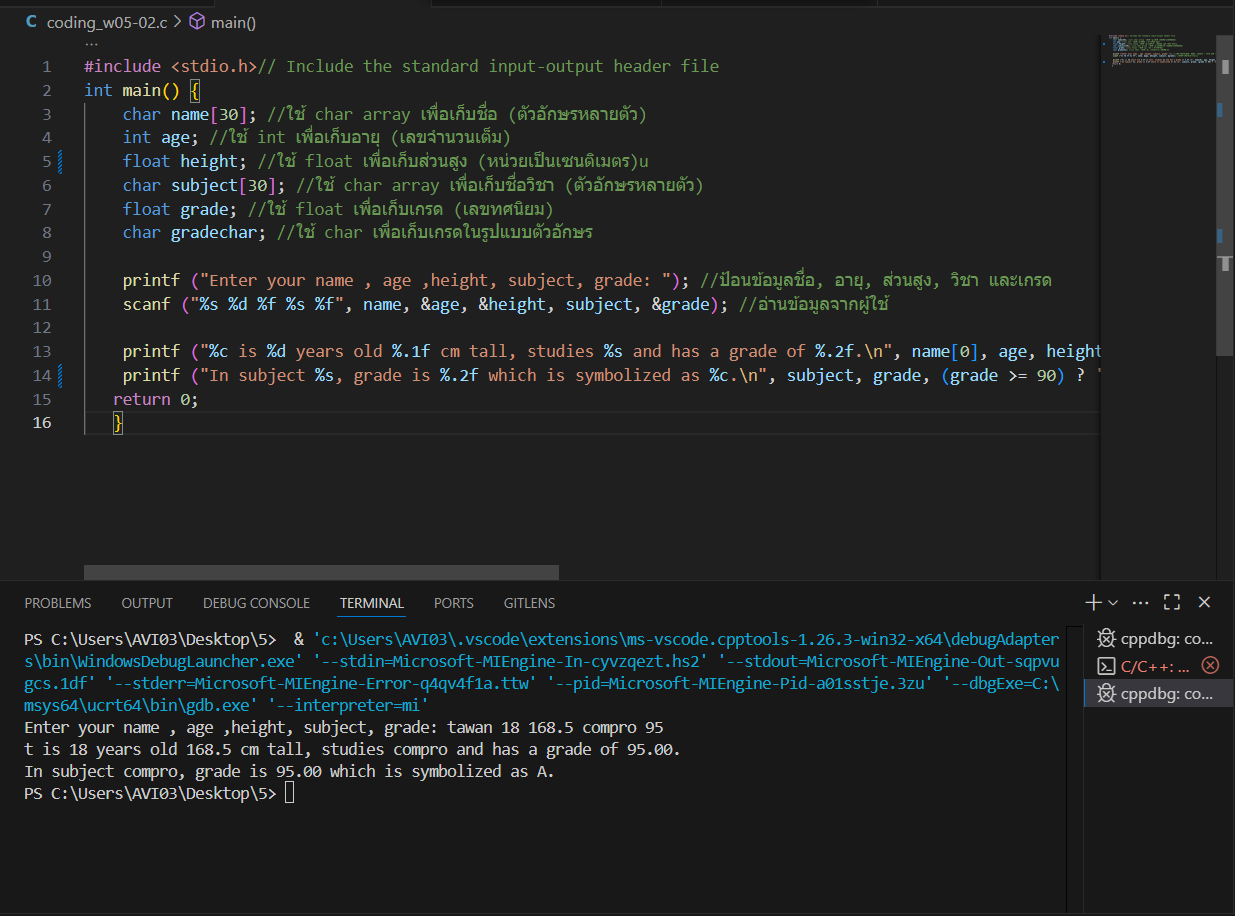 coding_w05-02.c > main()
...
1 #include <stdio.h>// Include the standard input-output header file
2 int main() {
3 char name[30]; //ใช้ char array เพื่อเก็บชื่อ (ตัวอักษรหลายตัว)
4 int age; //ใช้ int เพื่อเก็บอายุ (เลขจำนวนเต็ม)
5 float height; //ใช้ float เพื่อเก็บส่วนสูง (หน่วยเป็นเซนติเมตร)u
6 char subject[30]; //ใช้ char array เพื่อเก็บชื่อวิชา (ตัวอักษรหลายตัว)
7 float grade; //ใช้ float เพื่อเก็บเกรด (เลขทศนิยม)
8 char gradechar; //ใช้ char เพื่อเก็บเกรดในรูปแบบตัวอักษร
9
10 printf ("Enter your name , age ,height, subject, grade: "); //ป้อนข้อมูลชื่อ, อายุ, ส่วนสูง, วิชา และเกรด
11 scanf ("%s %d %f %s %f", name, &age, &height, subject, &grade); //อ่านข้อมูลจากผู้ใช้
12
13 printf ("%c is %d years old %.1f cm tall, studies %s and has a grade of %.2f.\n", name[0], age, height
14 printf ("In subject %s, grade is %.2f which is symbolized as %c.\n", subject, grade, (grade >= 90) ? '
15 return 0;
16 }
PROBLEMS OUTPUT DEBUG CONSOLE TERMINAL PORTS GITLENS
PS C:\Users\AVI03\Desktop\5> & 'c:\Users\AVI03\.vscode\extensions\ms-vscode.cpptools-1.26.3-win32-x64\debugAdapter
s\bin\WindowsDebugLauncher.exe' '--stdin=Microsoft-MIEngine-In-cyvzqezt.hs2' '--stdout=Microsoft-MIEngine-Out-sqpvu
gcs.1df' '--stderr=Microsoft-MIEngine-Error-q4qv4f1a.ttw' '--pid=Microsoft-MIEngine-Pid-a01sstje.3zu' '--dbgExe=C:\
msys64\ucrt64\bin\gdb.exe' '--interpreter=mi'
Enter your name , age ,height, subject, grade: tawan 18 168.5 compro 95
t is 18 years old 168.5 cm tall, studies compro and has a grade of 95.00.
In subject compro, grade is 95.00 which is symbolized as A.
PS C:\Users\AVI03\Desktop\5>
cppdbg: co...
C/C++: ...
cppdbg: co...